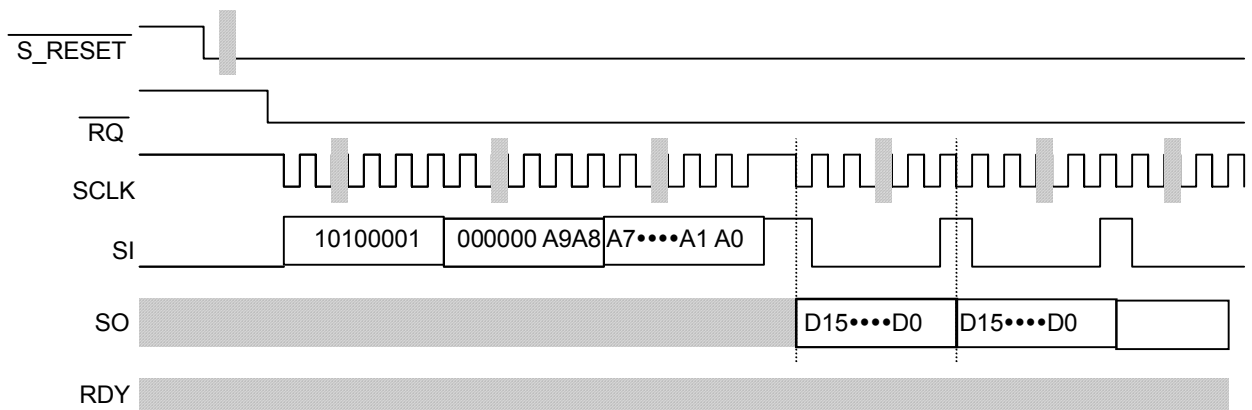 S_RESET
RQ
SCLK
SI 10100001 000000 A9A8 A7••••A1 A0
SO D15••••D0 D15••••D0
RDY